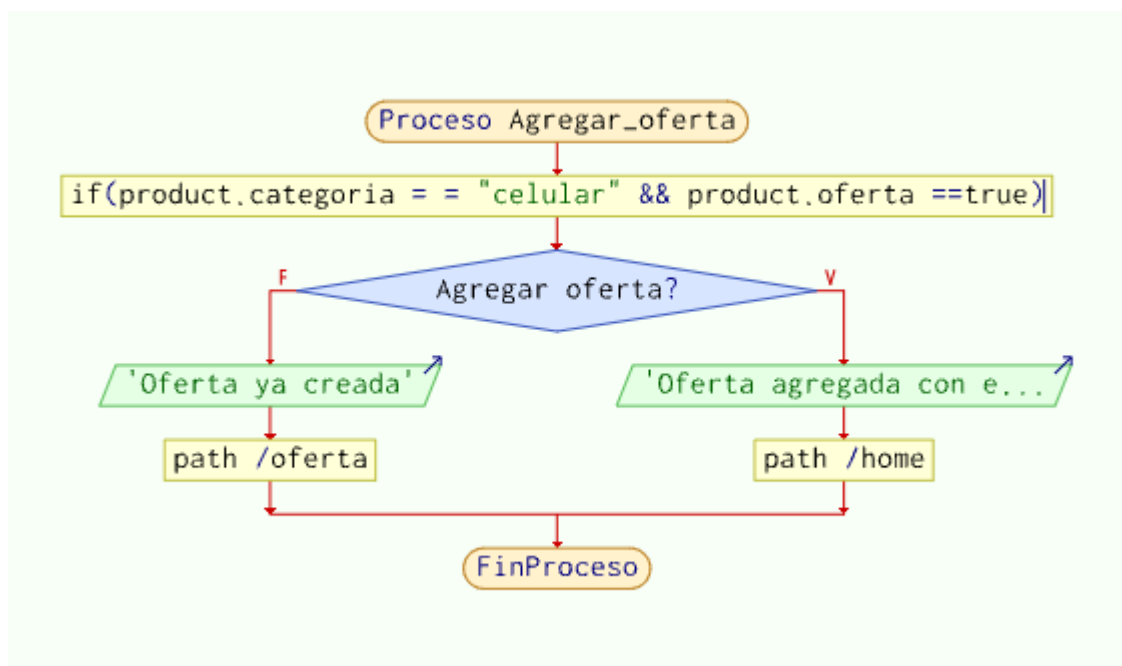 Proceso Agregar_oferta
if(product.categoria = = "celular" && product.oferta ==true)
F
Agregar oferta?
V
'Oferta ya creada'
'Oferta agregada con e...
path /oferta
path /home
FinProceso